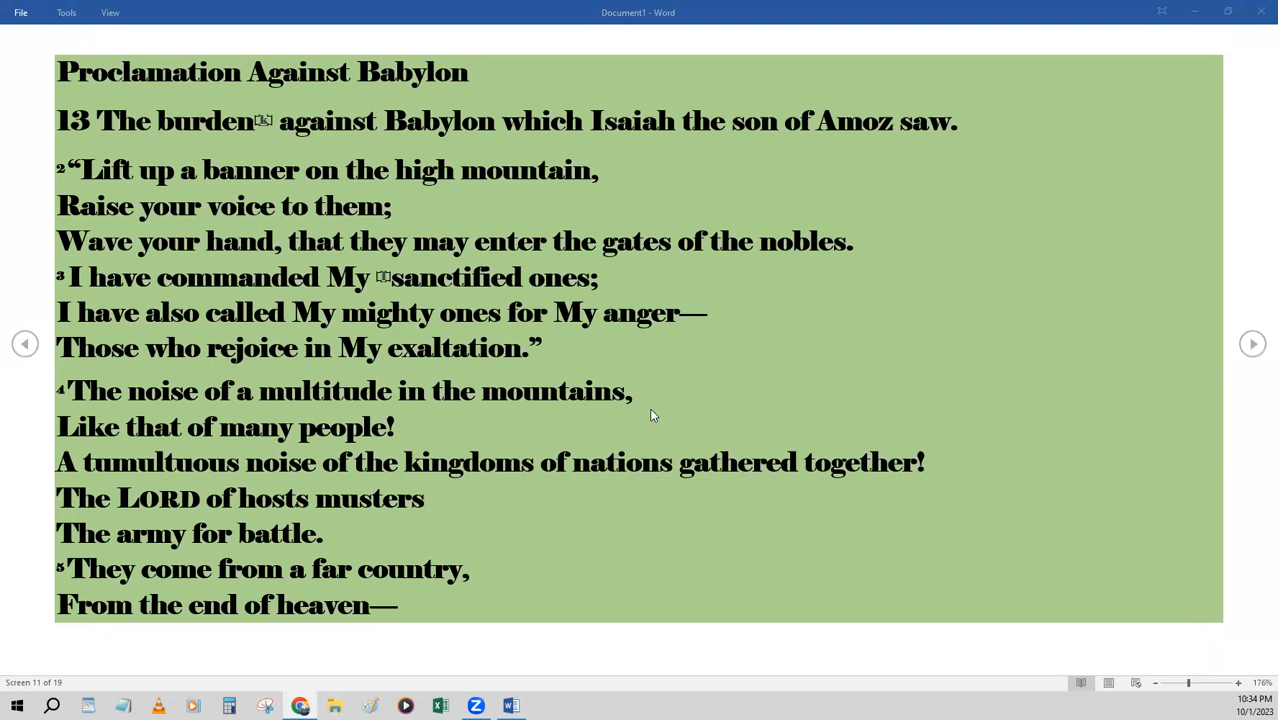 File Tools View Document1 - Word
Proclamation Against Babylon
13 The burden against Babylon which Isaiah the son of Amoz saw.
2 “Lift up a banner on the high mountain,
Raise your voice to them;
Wave your hand, that they may enter the gates of the nobles.
3 I have commanded My sanctified ones;
I have also called My mighty ones for My anger—
Those who rejoice in My exaltation.”
4 The noise of a multitude in the mountains,
Like that of many people!
A tumultuous noise of the kingdoms of nations gathered together!
The LORD of hosts musters
The army for battle.
5 They come from a far country,
From the end of heaven—
Screen 11 of 19 176%
10:34 PM
10/1/2023